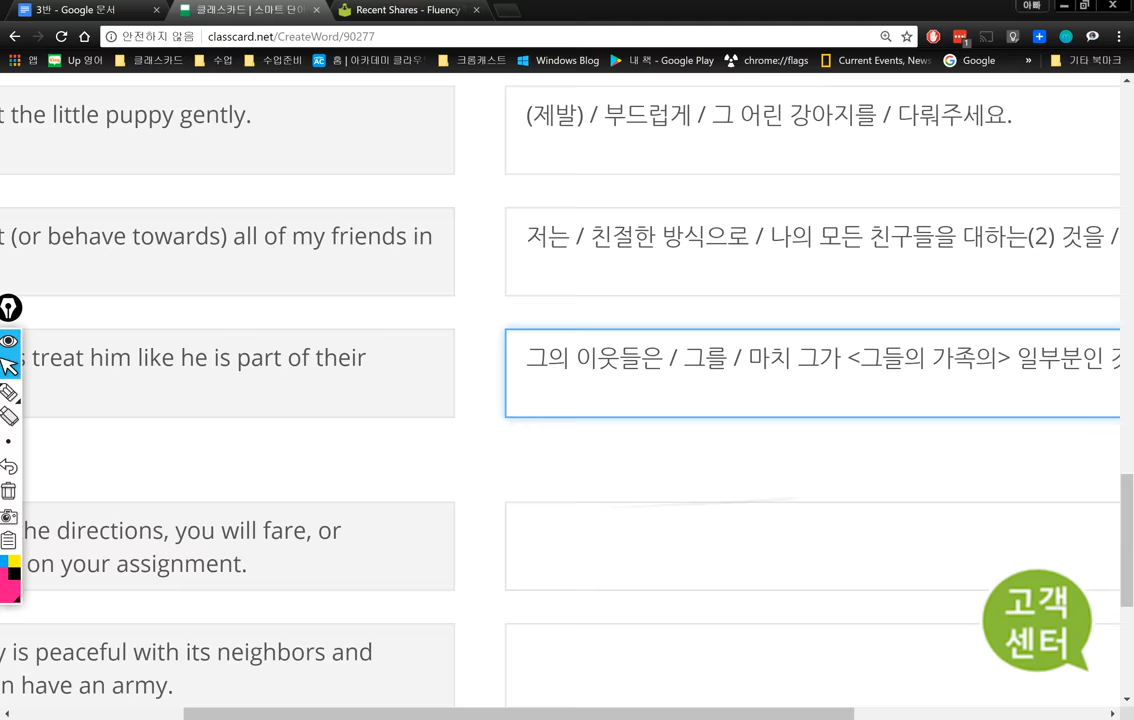 3반 - Google 문서
클래스카드 | 스마트 단어
Recent Shares - Fluency
아빠
안전하지 않음
classcard.net/CreateWord/90277
1
앱
Up 영어
클래스카드
수업
수업준비
홈 | 아카데미 클라우
크롬캐스트
Windows Blog
내 책 - Google Play
chrome://flags
Current Events, News
Google
»
기타 북마크
t the little puppy gently.
(제발) / 부드럽게 / 그 어린 강아지를 / 다뤄주세요.
t (or behave towards) all of my friends in
저는 / 친절한 방식으로 / 나의 모든 친구들을 대하는(2) 것을 /
s treat him like he is part of their
그의 이웃들은 / 그를 / 마치 그가 <그들의 가족의> 일부분인
he directions, you will fare, or
on your assignment.
y is peaceful with its neighbors and
n have an army.
고객
센터